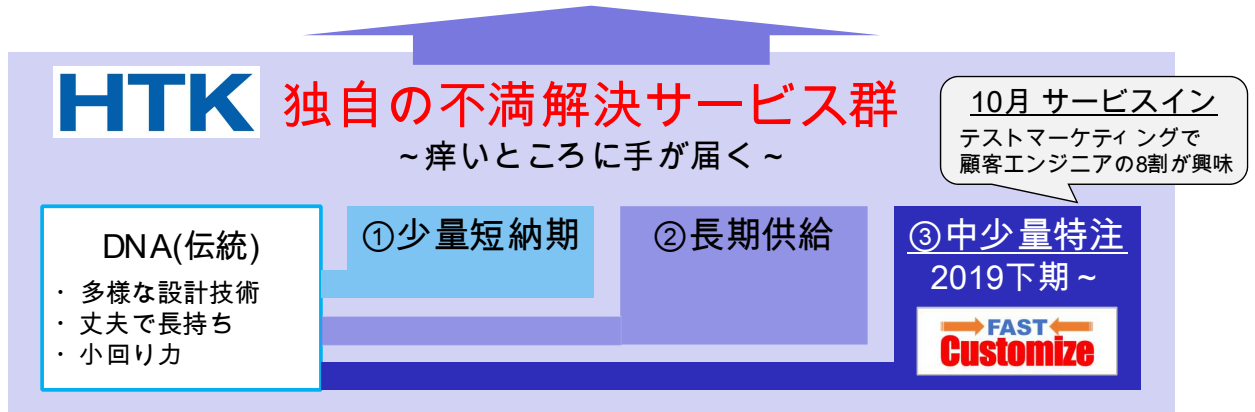 HTK 独自の不満解決サービス群
~痒いところに手が届く~
10月 サービスイン
テストマーケティングで
顧客エンジニアの8割が興味
DNA(伝統)
・ 多様な設計技術
・ 丈夫で長持ち
・ 小回り力
①少量短納期
②長期供給
③中少量特注
2019下期~
FAST
Customize